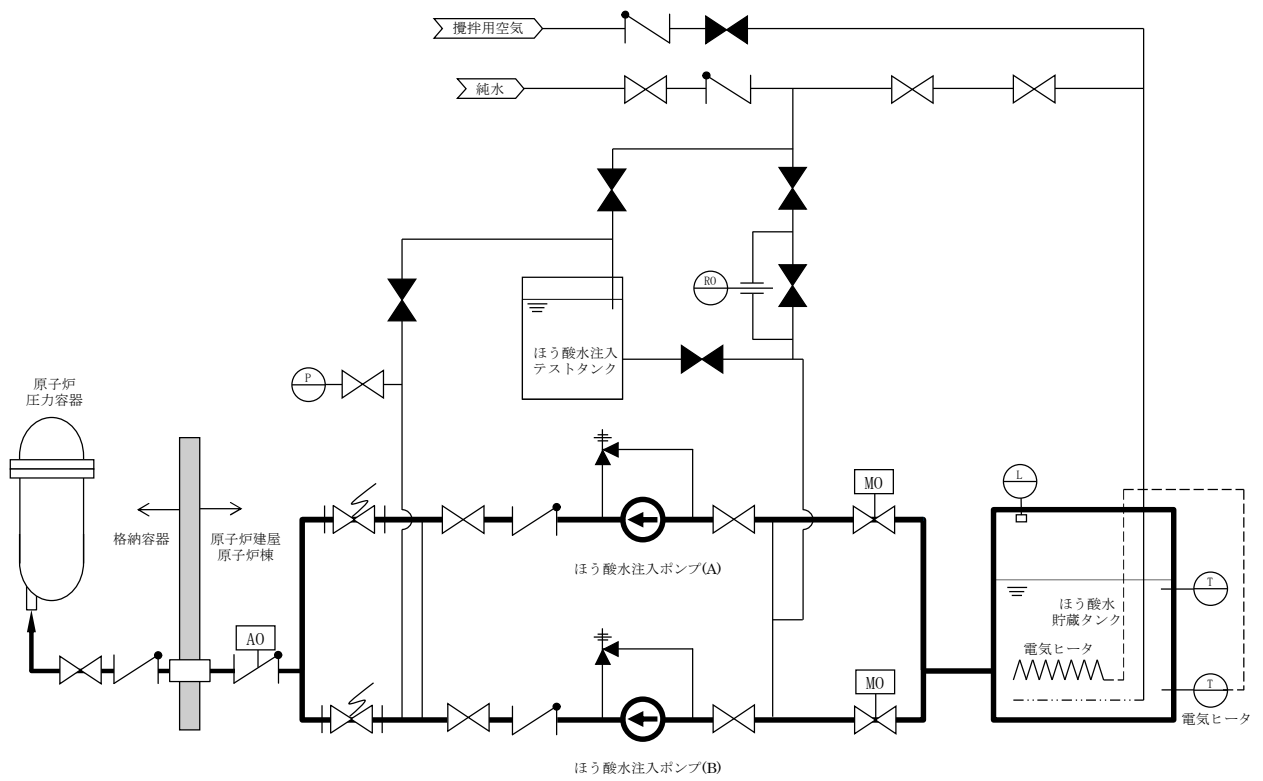 攪拌用空気
純水
RO
ほう酸水注入
テストタンク
P
原子炉
圧力容器
L
MO
格納容器
原子炉建屋
原子炉棟
ほう酸水注入ポンプ(A)
T
ほう酸水
貯蔵タンク
AO
電気ヒータ
MO
T
電気ヒータ
ほう酸水注入ポンプ(B)